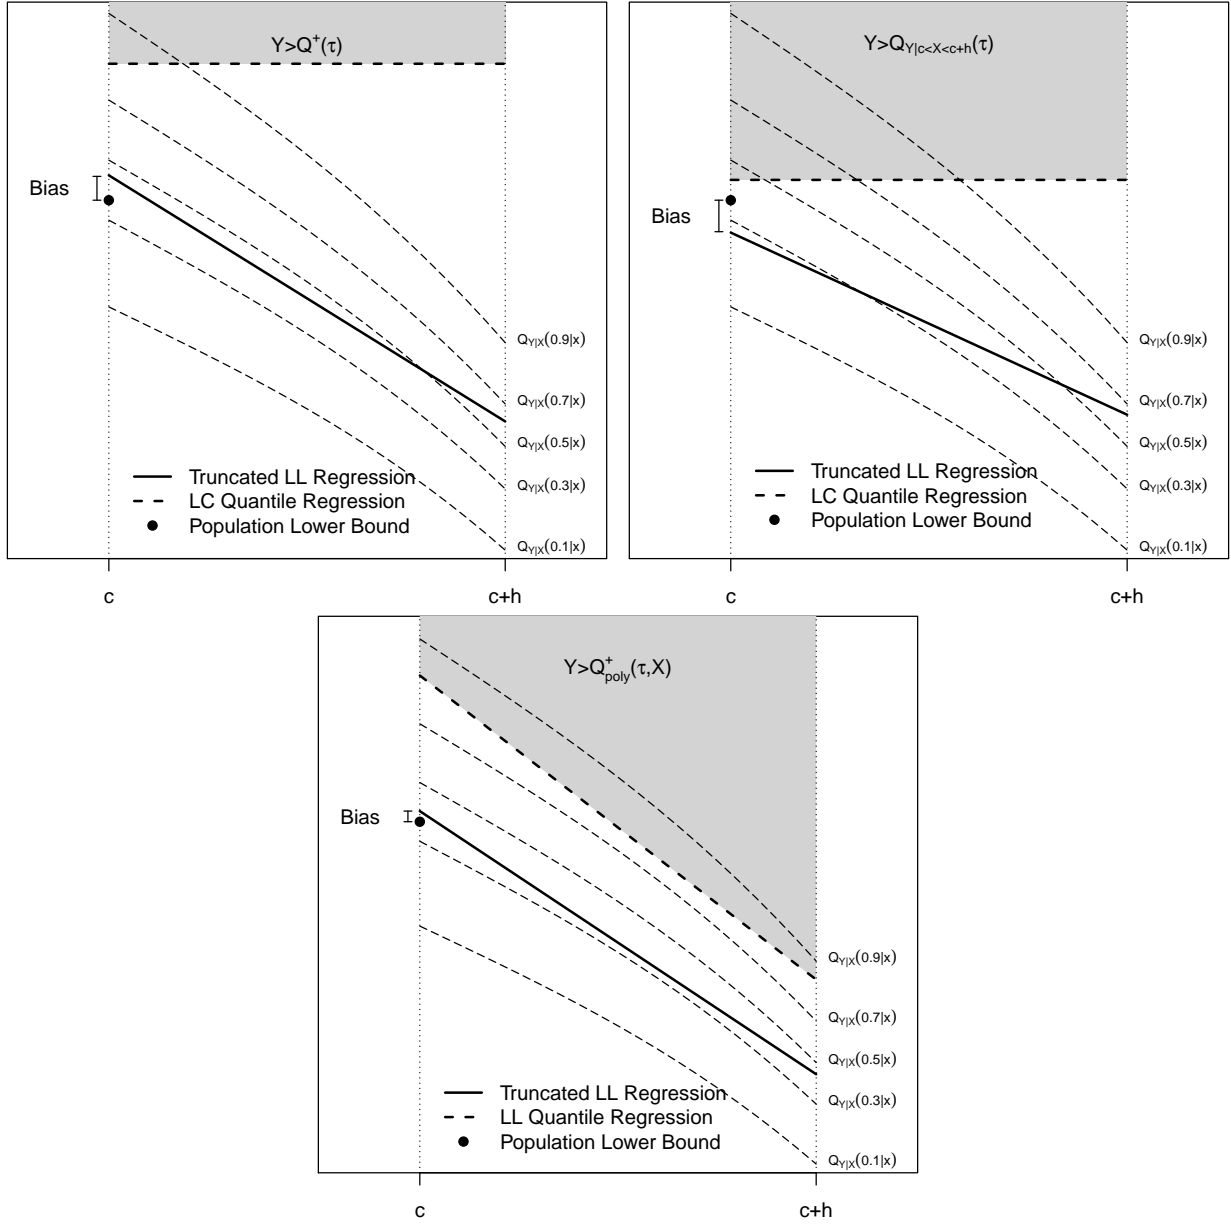 Y>Q⁺(τ)
Bias
Q_{Y|X}(0.9|x)
Q_{Y|X}(0.7|x)
Q_{Y|X}(0.5|x)
Q_{Y|X}(0.3|x)
Q_{Y|X}(0.1|x)
Truncated LL Regression
LC Quantile Regression
Population Lower Bound
c
c+h
Y>Q_{Y|c<X<c+h}(τ)
Bias
Q_{Y|X}(0.9|x)
Q_{Y|X}(0.7|x)
Q_{Y|X}(0.5|x)
Q_{Y|X}(0.3|x)
Q_{Y|X}(0.1|x)
Truncated LL Regression
LC Quantile Regression
Population Lower Bound
c
c+h
Y>Q⁺_{poly}(τ,X)
Bias
Q_{Y|X}(0.9|x)
Q_{Y|X}(0.7|x)
Q_{Y|X}(0.5|x)
Q_{Y|X}(0.3|x)
Q_{Y|X}(0.1|x)
Truncated LL Regression
LL Quantile Regression
Population Lower Bound
c
c+h